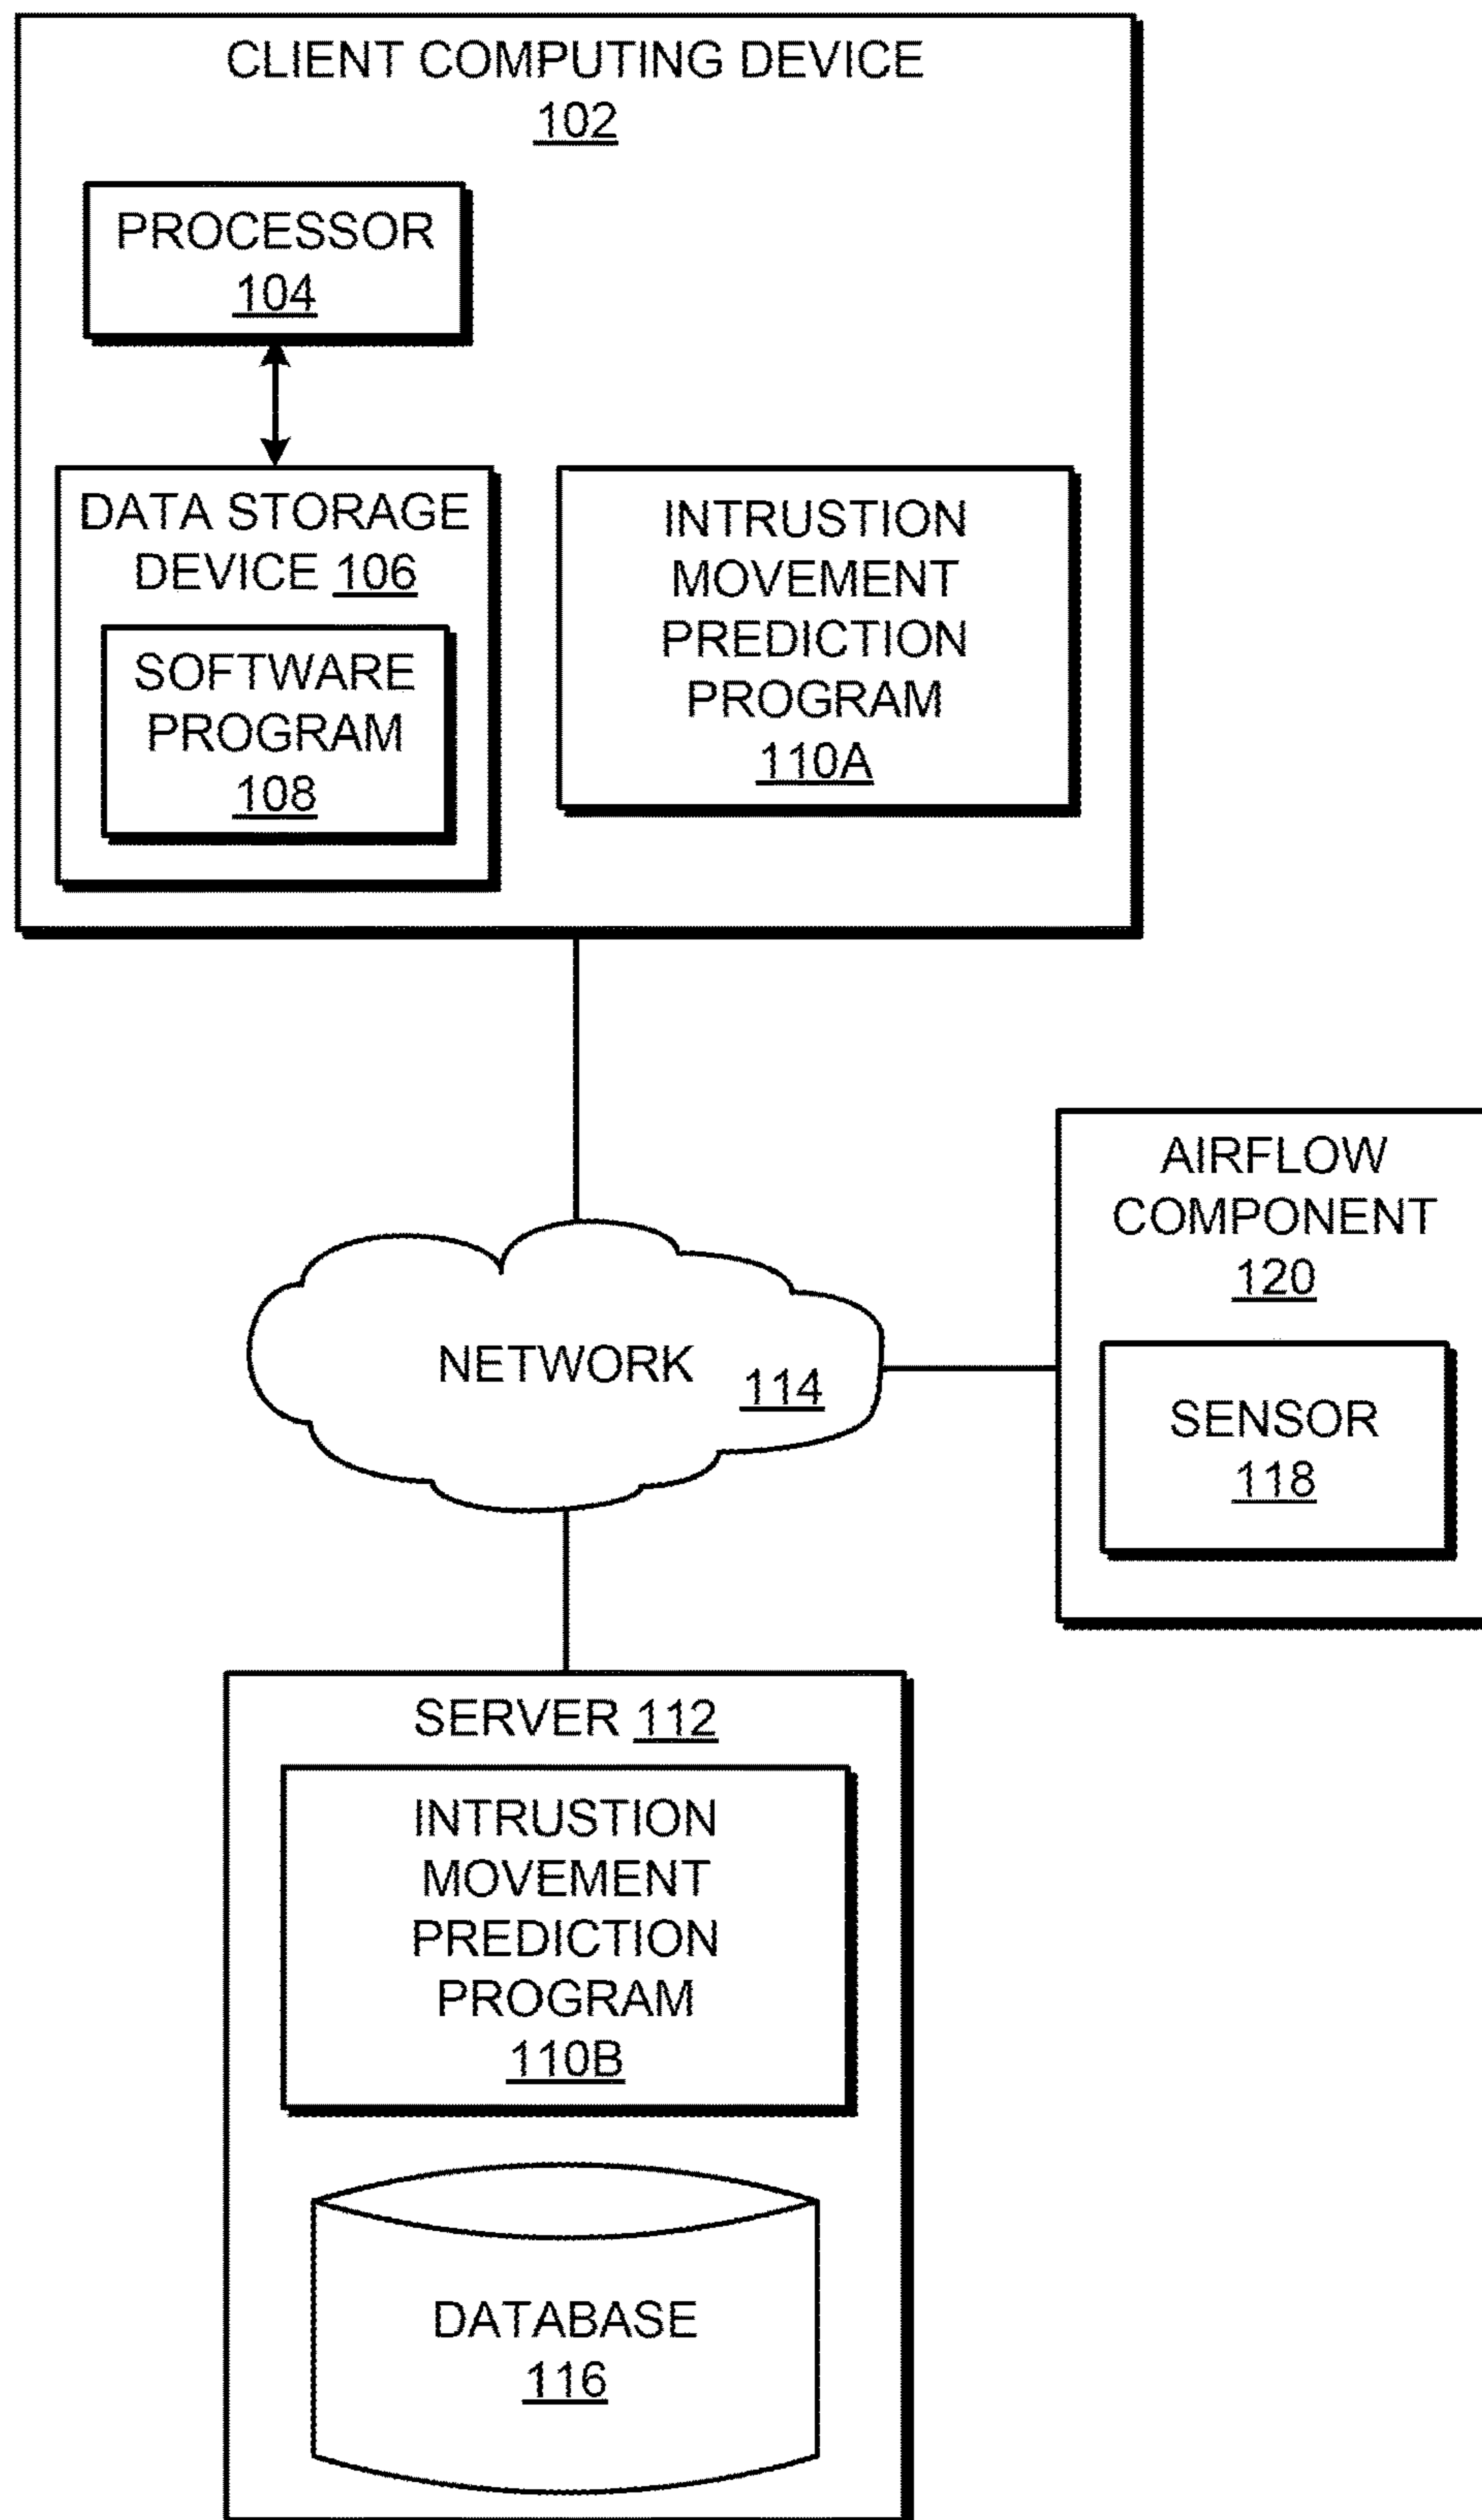 CLIENT COMPUTING DEVICE
102
PROCESSOR
104
DATA STORAGE
DEVICE 106
SOFTWARE
PROGRAM
108
INTRUSTION
MOVEMENT
PREDICTION
PROGRAM
110A
NETWORK 114
AIRFLOW
COMPONENT
120
SENSOR
118
SERVER 112
INTRUSTION
MOVEMENT
PREDICTION
PROGRAM
110B
DATABASE
116